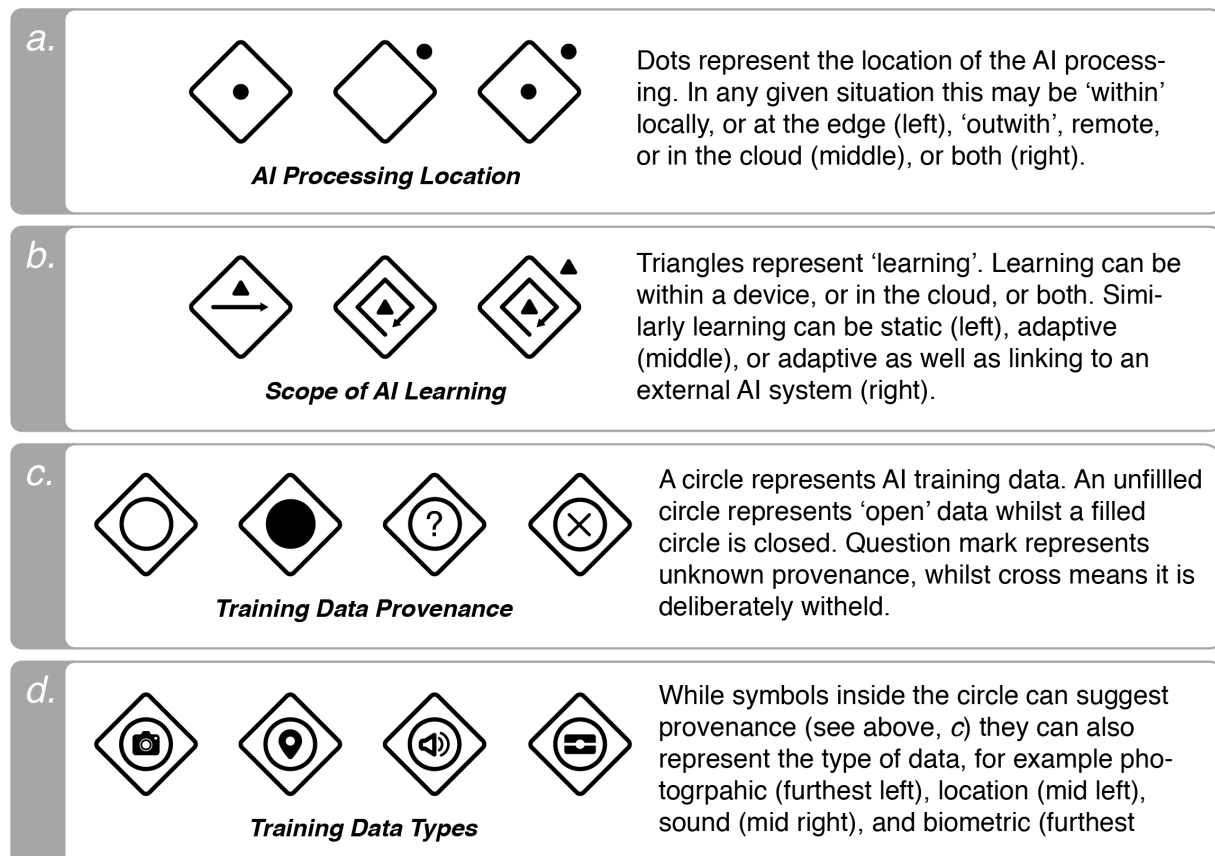 a.
AI Processing Location
Dots represent the location of the AI process-
ing. In any given situation this may be ‘within’
locally, or at the edge (left), ‘outwith’, remote,
or in the cloud (middle), or both (right).
b.
Scope of AI Learning
Triangles represent ‘learning’. Learning can be
within a device, or in the cloud, or both. Simi-
larly learning can be static (left), adaptive
(middle), or adaptive as well as linking to an
external AI system (right).
c.
?
Training Data Provenance
A circle represents AI training data. An unfillled
circle represents ‘open’ data whilst a filled
circle is closed. Question mark represents
unknown provenance, whilst cross means it is
deliberately witheld.
d.
Training Data Types
While symbols inside the circle can suggest
provenance (see above, c) they can also
represent the type of data, for example pho-
togrpahic (furthest left), location (mid left),
sound (mid right), and biometric (furthest